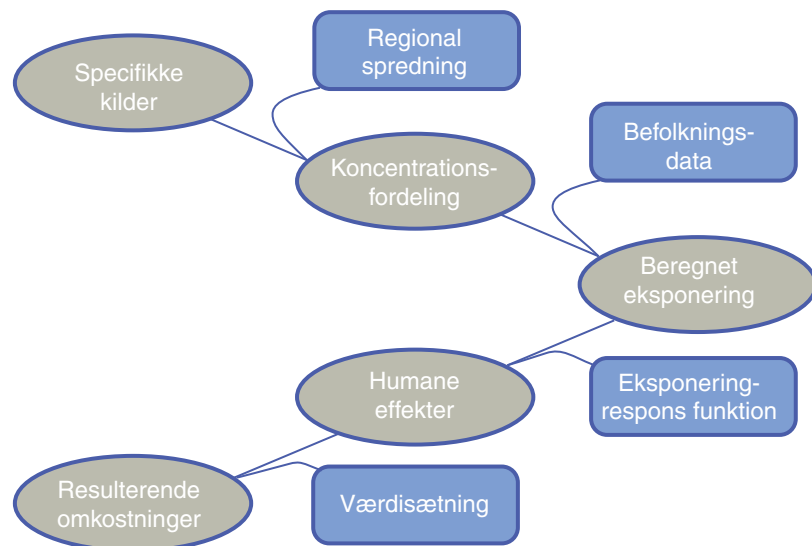 Specifikke
kilder
Regional
spredning
Koncentrations-
fordeling
Befolknings-
data
Beregnet
eksponering
Eksponering-
respons funktion
Humane
effekter
Værdisætning
Resulterende
omkostninger